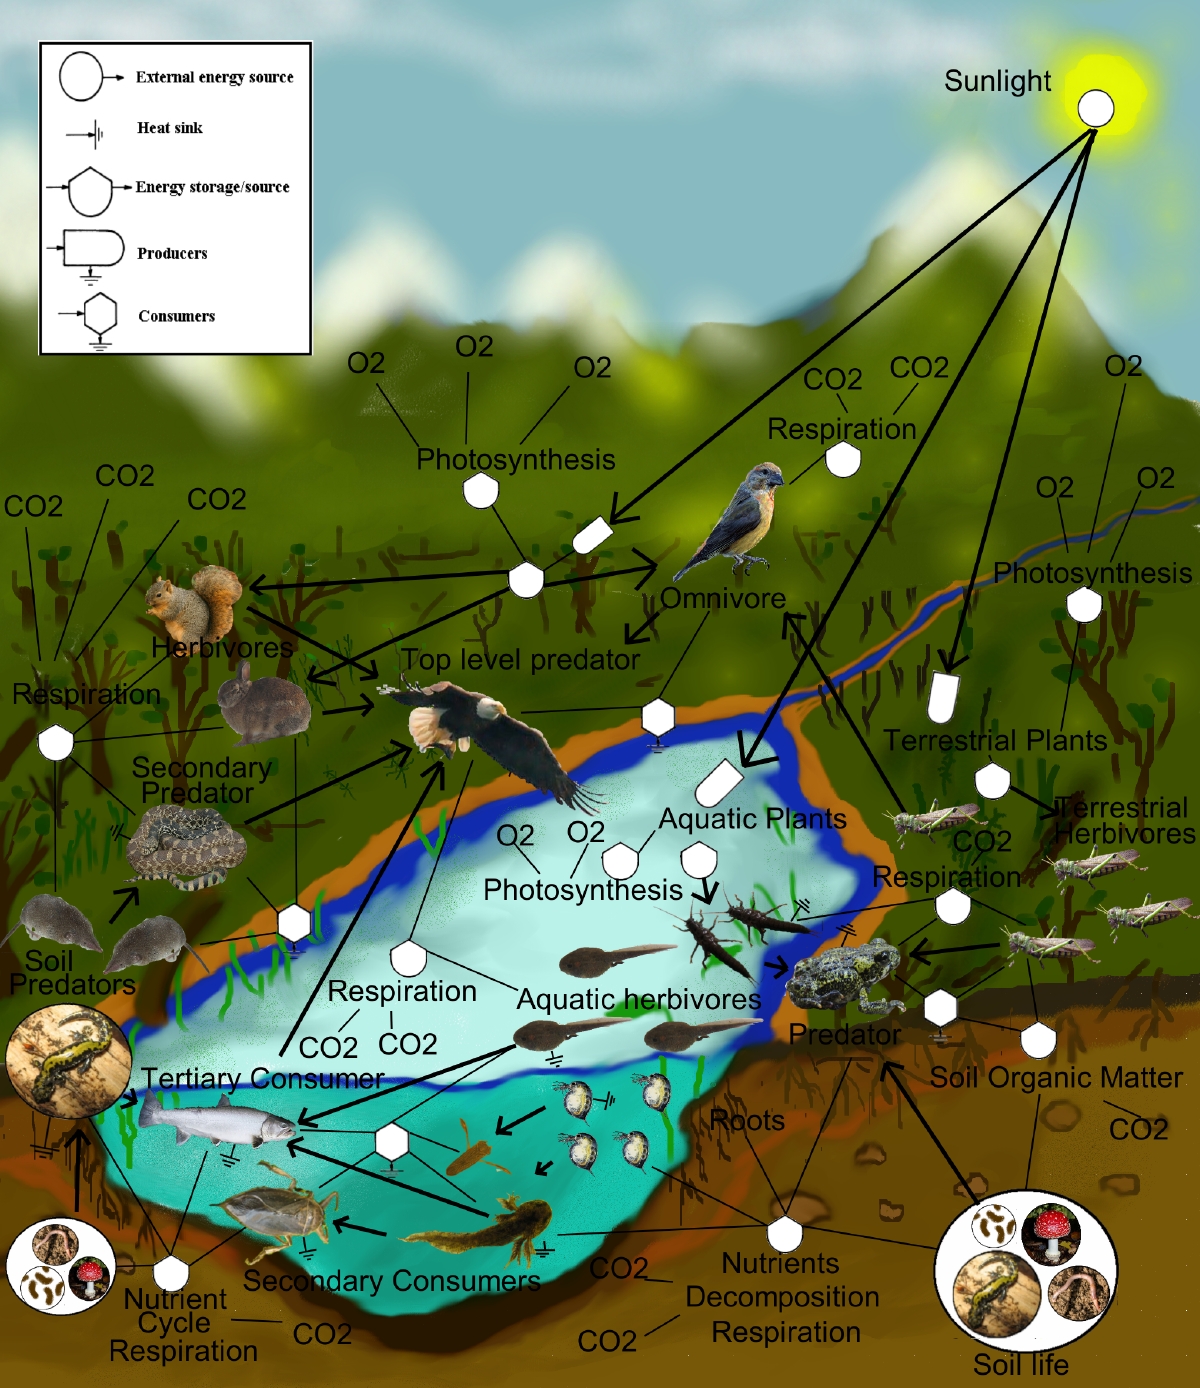 External energy source
Heat sink
Energy storage/source
Producers
Consumers
Sunlight
O2
O2
O2
Photosynthesis
CO2
CO2
Respiration
O2
O2
O2
Photosynthesis
CO2
CO2
CO2
Herbivores
Respiration
Omnivore
Top level predator
Terrestrial Plants
Secondary
Predator
Terrestrial
Herbivores
Aquatic Plants
O2
O2
Photosynthesis
CO2
Respiration
Soil
Predators
Respiration
CO2
CO2
Aquatic herbivores
Predator
Tertiary Consumer
Soil Organic Matter
CO2
Roots
Secondary Consumers
Nutrient
Cycle
Respiration
CO2
CO2
Nutrients
Decomposition
Respiration
CO2
Soil life